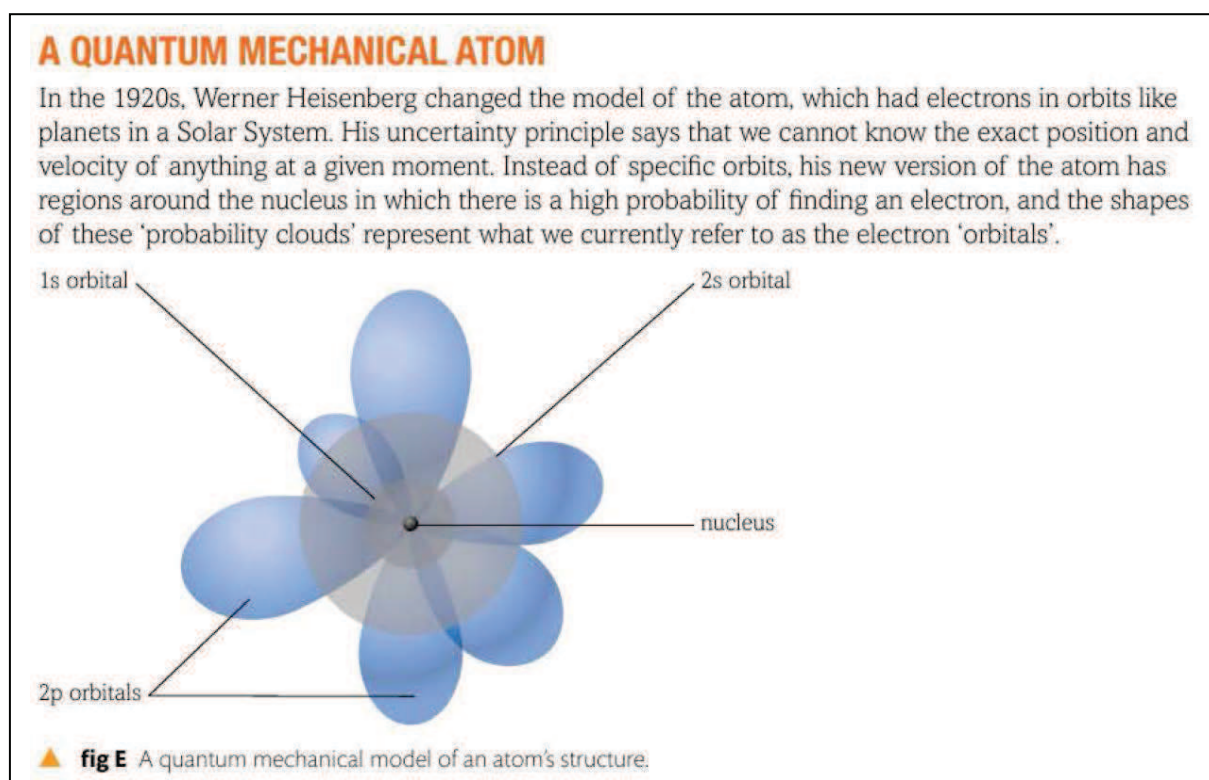 A QUANTUM MECHANICAL ATOM
In the 1920s, Werner Heisenberg changed the model of the atom, which had electrons in orbits like
planets in a Solar System. His uncertainty principle says that we cannot know the exact position and
velocity of anything at a given moment. Instead of specific orbits, his new version of the atom has
regions around the nucleus in which there is a high probability of finding an electron, and the shapes
of these ‘probability clouds’ represent what we currently refer to as the electron ‘orbitals’.
1s orbital
2s orbital
nucleus
2p orbitals
fig E A quantum mechanical model of an atom’s structure.